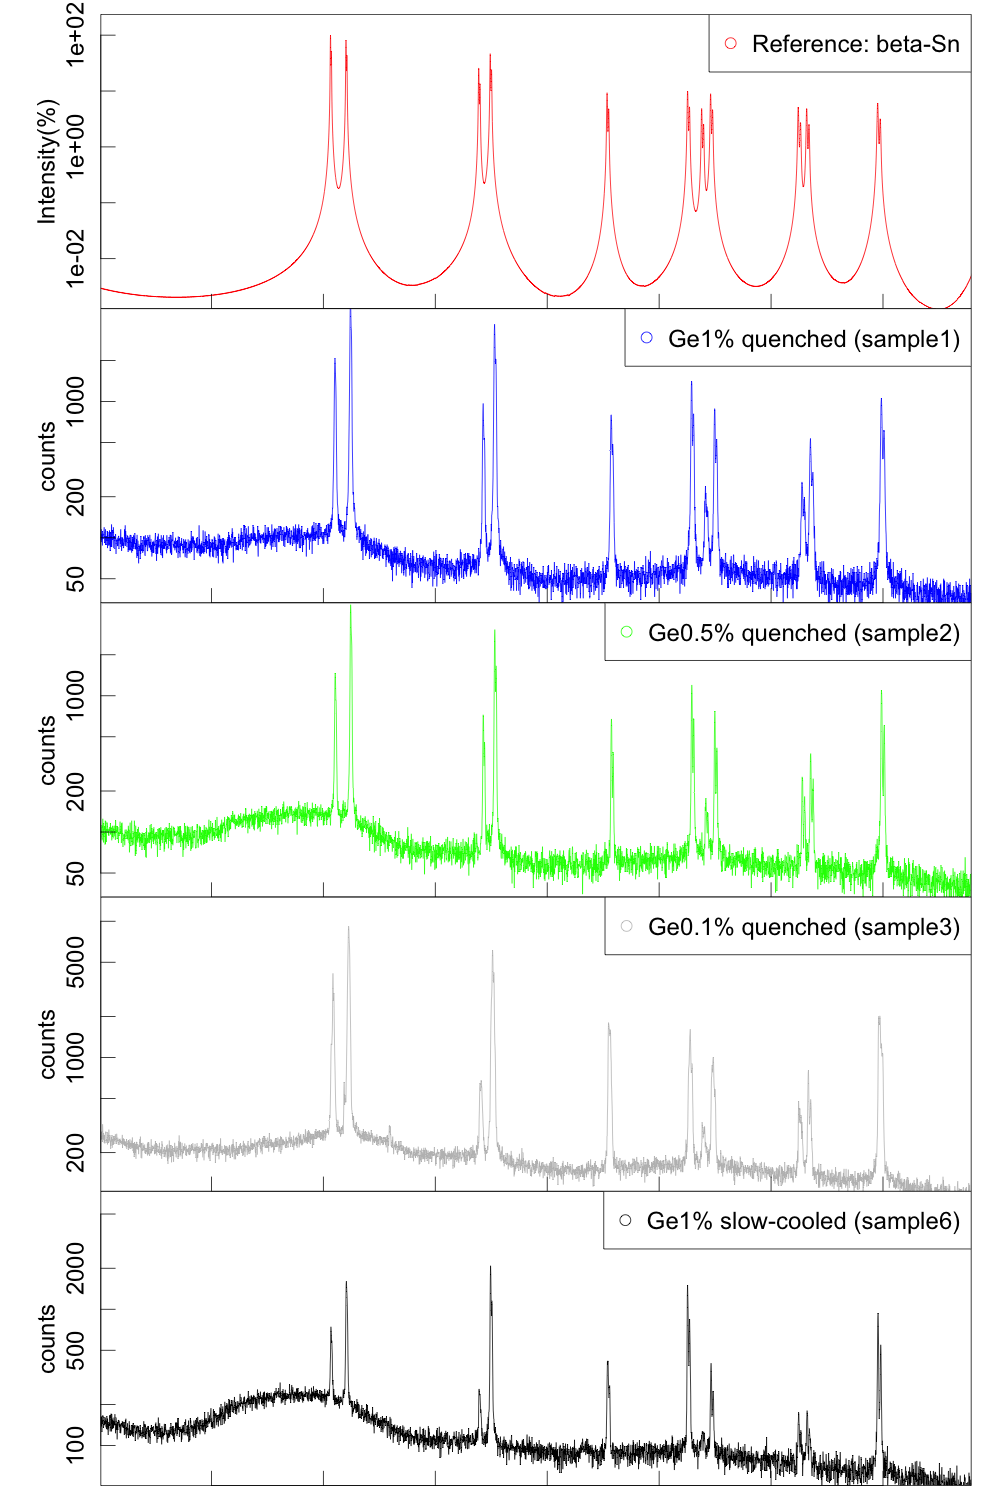 Reference: beta-Sn
Intensity(%)
1e+02
1e+00
1e-02
Ge1% quenched (sample1)
counts
1000
200
50
Ge0.5% quenched (sample2)
counts
1000
200
50
Ge0.1% quenched (sample3)
counts
5000
1000
200
Ge1% slow-cooled (sample6)
counts
2000
500
100